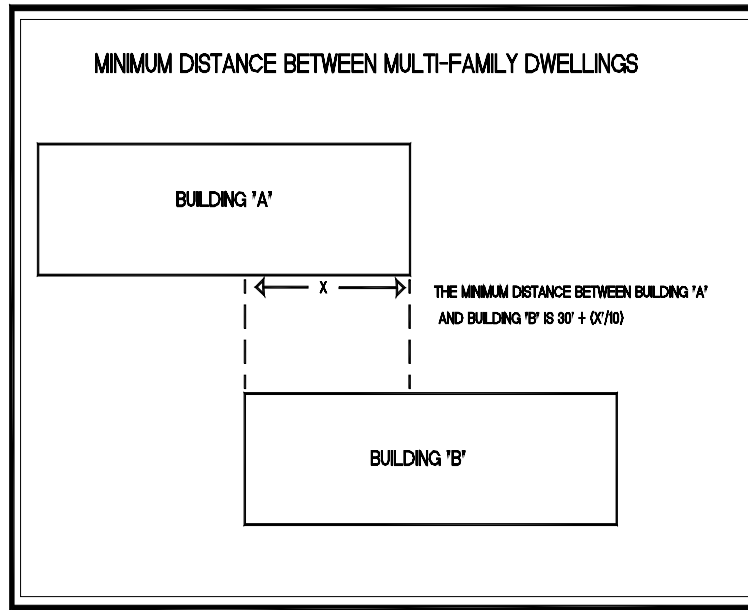 MINIMUM DISTANCE BETWEEN MULTI-FAMILY DWELLINGS
BUILDING 'A'
X
THE MINIMUM DISTANCE BETWEEN BUILDING 'A'
AND BUILDING 'B' IS 30' + (X'/10)
BUILDING 'B'